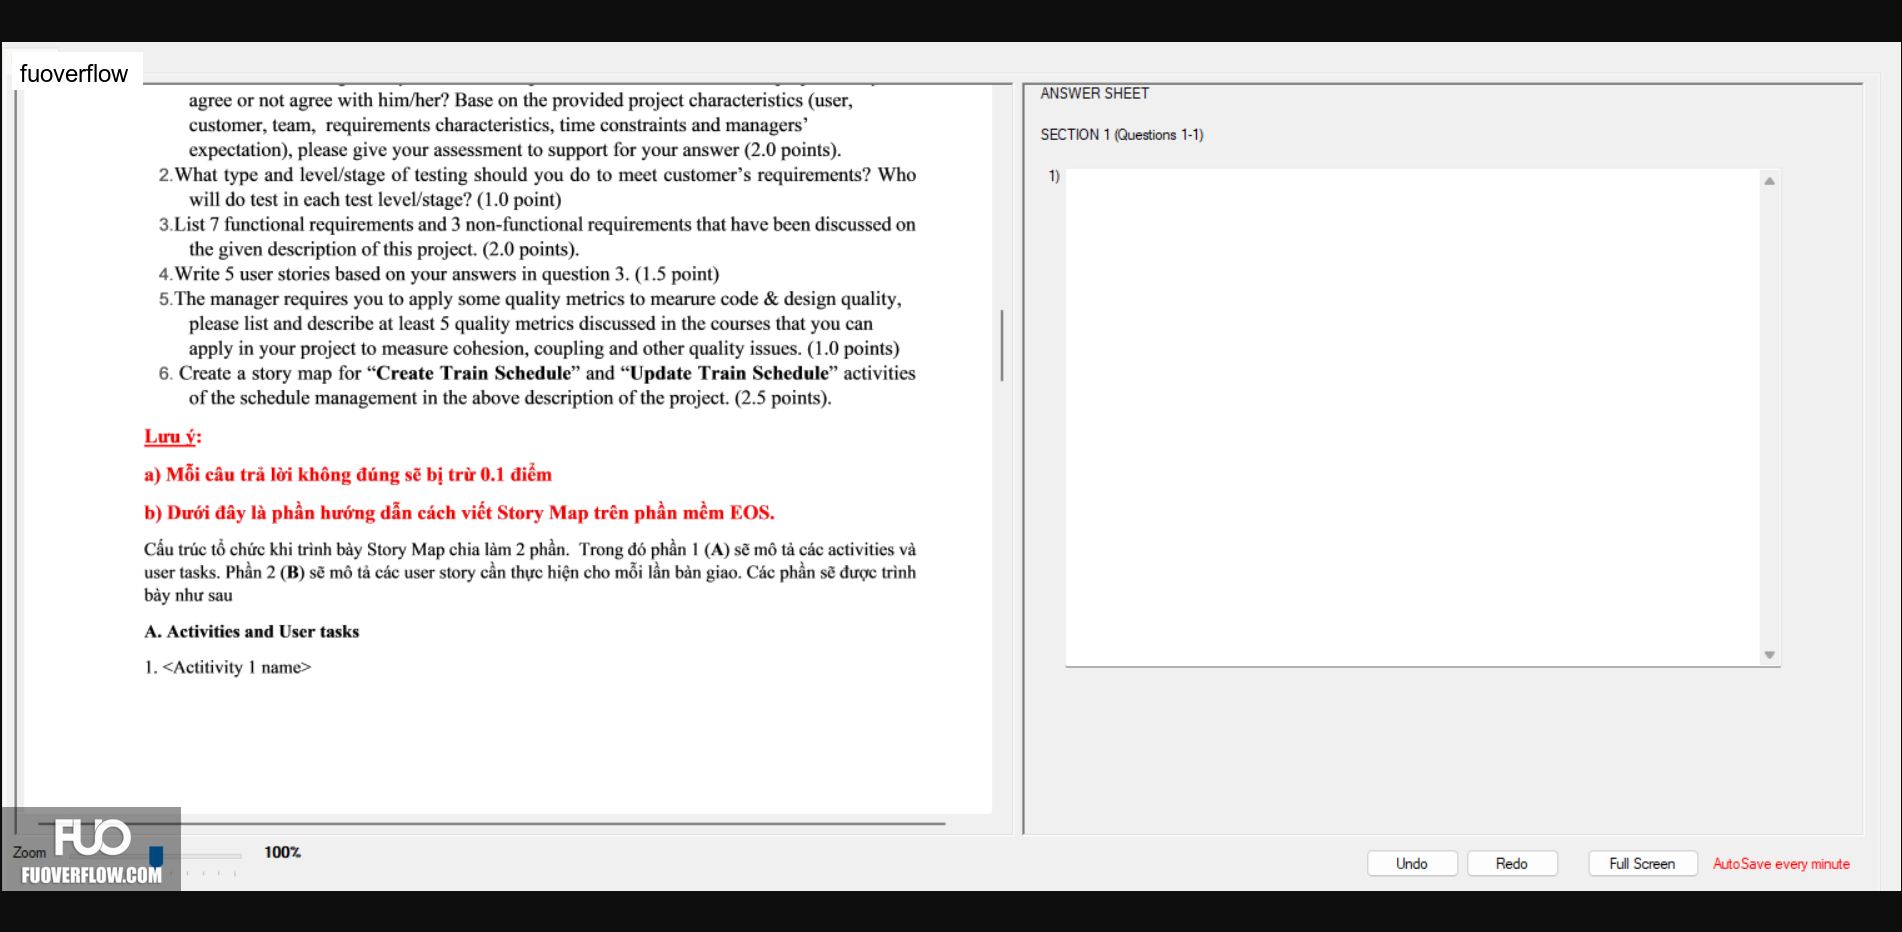 fuoverflow
agree or not agree with him/her? Base on the provided project characteristics (user,
customer, team, requirements characteristics, time constraints and managers’
expectation), please give your assessment to support for your answer (2.0 points).
2.What type and level/stage of testing should you do to meet customer’s requirements? Who
will do test in each test level/stage? (1.0 point)
3.List 7 functional requirements and 3 non-functional requirements that have been discussed on
the given description of this project. (2.0 points).
4.Write 5 user stories based on your answers in question 3. (1.5 point)
5.The manager requires you to apply some quality metrics to mearure code & design quality,
please list and describe at least 5 quality metrics discussed in the courses that you can
apply in your project to measure cohesion, coupling and other quality issues. (1.0 points)
6. Create a story map for “Create Train Schedule” and “Update Train Schedule” activities
of the schedule management in the above description of the project. (2.5 points).
Lưu ý:
a) Mỗi câu trả lời không đúng sẽ bị trừ 0.1 điểm
b) Dưới đây là phần hướng dẫn cách viết Story Map trên phần mềm EOS.
Cấu trúc tổ chức khi trình bày Story Map chia làm 2 phần. Trong đó phần 1 (A) sẽ mô tả các activities và
user tasks. Phần 2 (B) sẽ mô tả các user story cần thực hiện cho mỗi lần bàn giao. Các phần sẽ được trình
bày như sau
A. Activities and User tasks
1. <Actitivity 1 name>
ANSWER SHEET
SECTION 1 (Questions 1-1)
1)
Zoom
100%
FUO
FUOVERFLOW.COM
Undo
Redo
Full Screen
AutoSave every minute